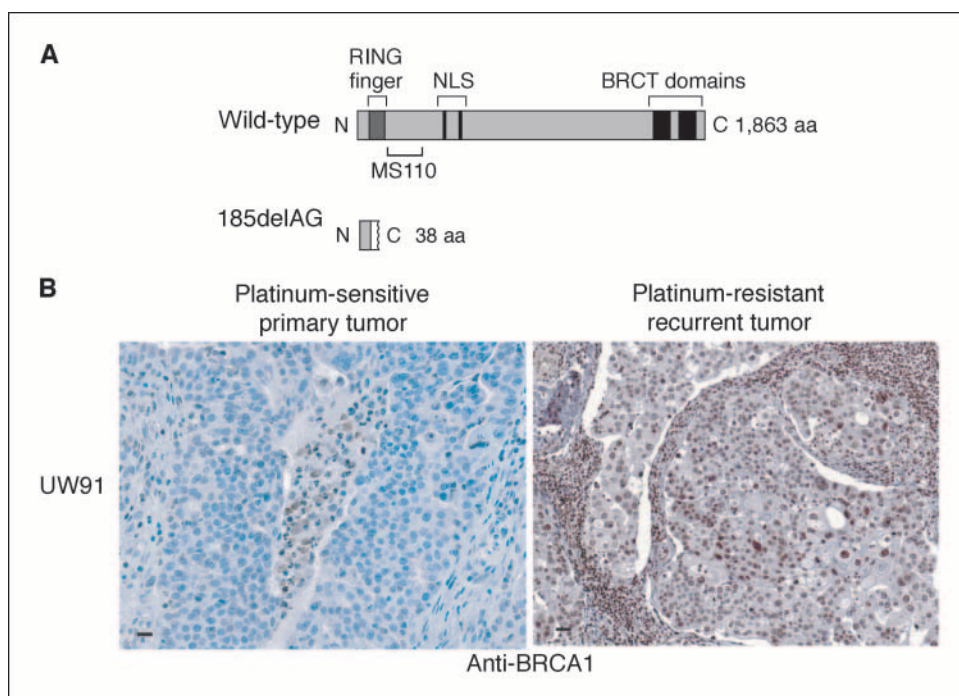 A
RING
finger
NLS
BRCT domains
Wild-type
N
C 1,863 aa
MS110
185delAG
N
C 38 aa
B
Platinum-sensitive
primary tumor
Platinum-resistant
recurrent tumor
UW91
Anti-BRCA1